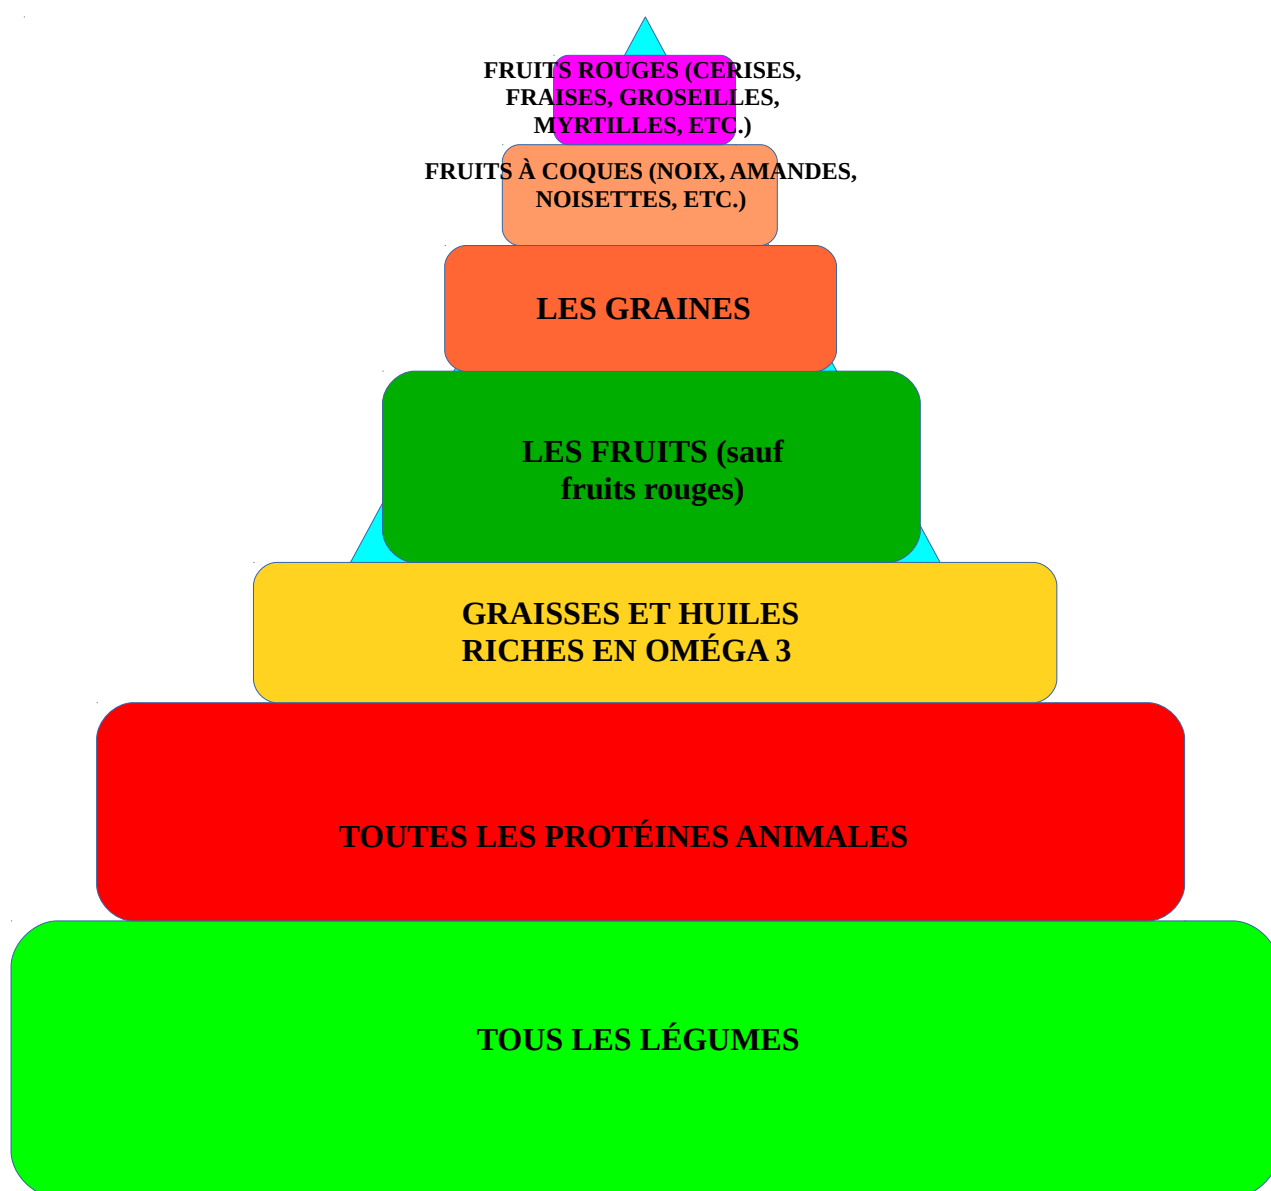 FRUITS ROUGES (CERISES,
FRAISES, GROSEILLES,
MYRTILLES, ETC.)
FRUITS À COQUES (NOIX, AMANDES,
NOISETTES, ETC.)
LES GRAINES
LES FRUITS (sauf
fruits rouges)
GRAISSES ET HUILES
RICHES EN OMÉGA 3
TOUTES LES PROTÉINES ANIMALES
TOUS LES LÉGUMES